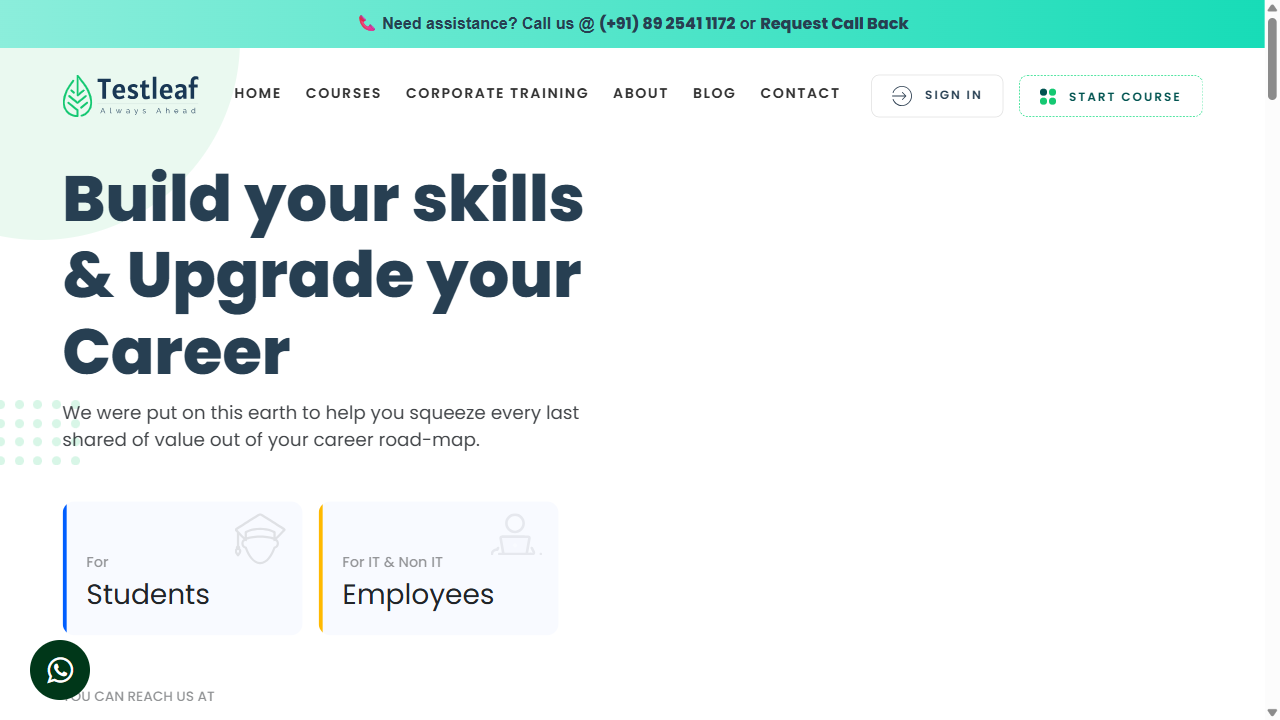 Need assistance? Call us @ (+91) 89 2541 1172 or Request Call Back
Testleaf
Always Ahead
HOME COURSES CORPORATE TRAINING ABOUT BLOG CONTACT
SIGN IN
START COURSE
Build your skills
& Upgrade your
Career
We were put on this earth to help you squeeze every last
shared of value out of your career road-map.
For
Students
For IT & Non IT
Employees
YOU CAN REACH US AT